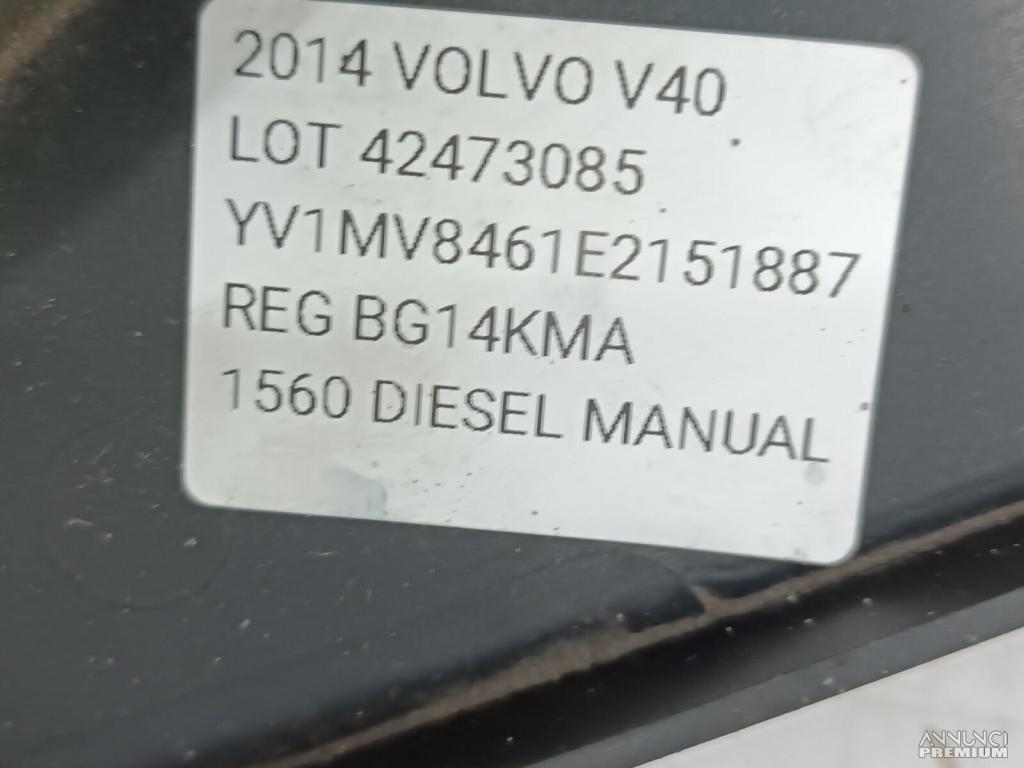 2014 VOLVO V40
LOT 42473085
YV1MV8461E2151887
REG BG14KMA
1560 DIESEL MANUAL
ANNUNCI
PREMIUM